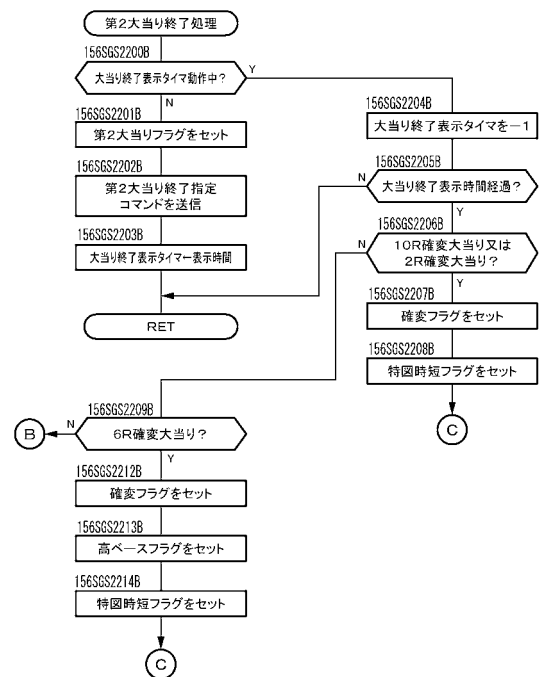 第2大当り終了処理
156SGS2200B
大当り終了表示タイマ動作中?
Y
N
156SGS2201B
第2大当りフラグをセット
156SGS2202B
第2大当り終了指定
コマンドを送信
156SGS2203B
大当り終了表示タイマー表示時間
RET
156SGS2204B
大当り終了表示タイマを－1
156SGS2205B
N
大当り終了表示時間経過?
Y
156SGS2206B
N
10R確変大当り又は
2R確変大当り?
Y
156SGS2207B
確変フラグをセット
156SGS2208B
特図時短フラグをセット
C
156SGS2209B
B
N
6R確変大当り?
Y
156SGS2212B
確変フラグをセット
156SGS2213B
高ベースフラグをセット
156SGS2214B
特図時短フラグをセット
C